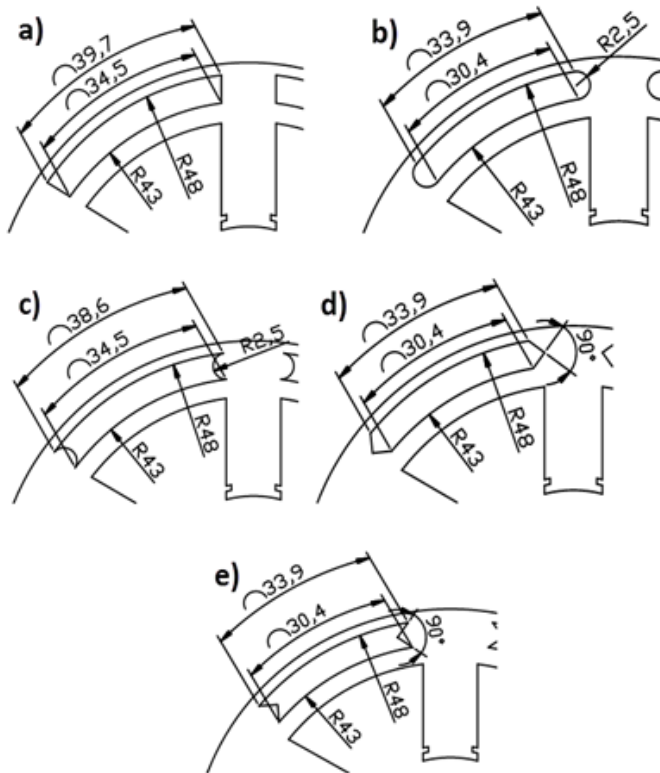 a)
⌒39,7
⌒34,5
R43
R48
b)
⌒33,9
⌒30,4
R2,5
R43
R48
c)
⌒38,6
⌒34,5
R2,5
R43
R48
d)
⌒33,9
⌒30,4
90°
R43
R48
e)
⌒33,9
⌒30,4
90°
R43
R48